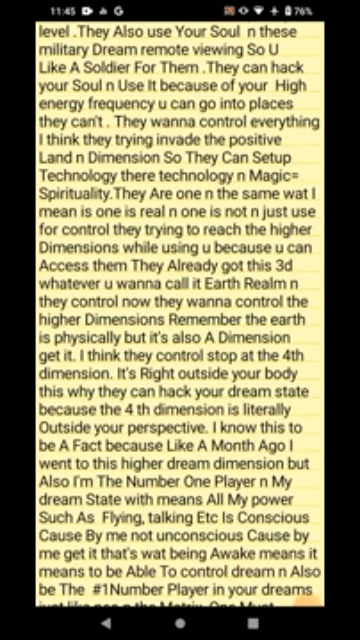 11:45
76%
level .They Also use Your Soul n these
military Dream remote viewing So U
Like A Soldier For Them .They can hack
your Soul n Use It because of your High
energy frequency u can go into places
they can't . They wanna control everything
I think they trying invade the positive
Land n Dimension So They Can Setup
Technology there technology n Magic=
Spirituality.They Are one n the same wat I
mean is one is real n one is not n just use
for control they trying to reach the higher
Dimensions while using u because u can
Access them They Already got this 3d
whatever u wanna call it Earth Realm n
they control now they wanna control the
higher Dimensions Remember the earth
is physically but it's also A Dimension
get it. I think they control stop at the 4th
dimension. It's Right outside your body
this why they can hack your dream state
because the 4 th dimension is literally
Outside your perspective. I know this to
be A Fact because Like A Month Ago I
went to this higher dream dimension but
Also I'm The Number One Player n My
dream State with means All My power
Such As Flying, talking Etc Is Conscious
Cause By me not unconscious Cause by
me get it that's wat being Awake means it
means to be Able To control dream n Also
be The #1Number Player in your dreams
just like neo n the Matrix. One Must